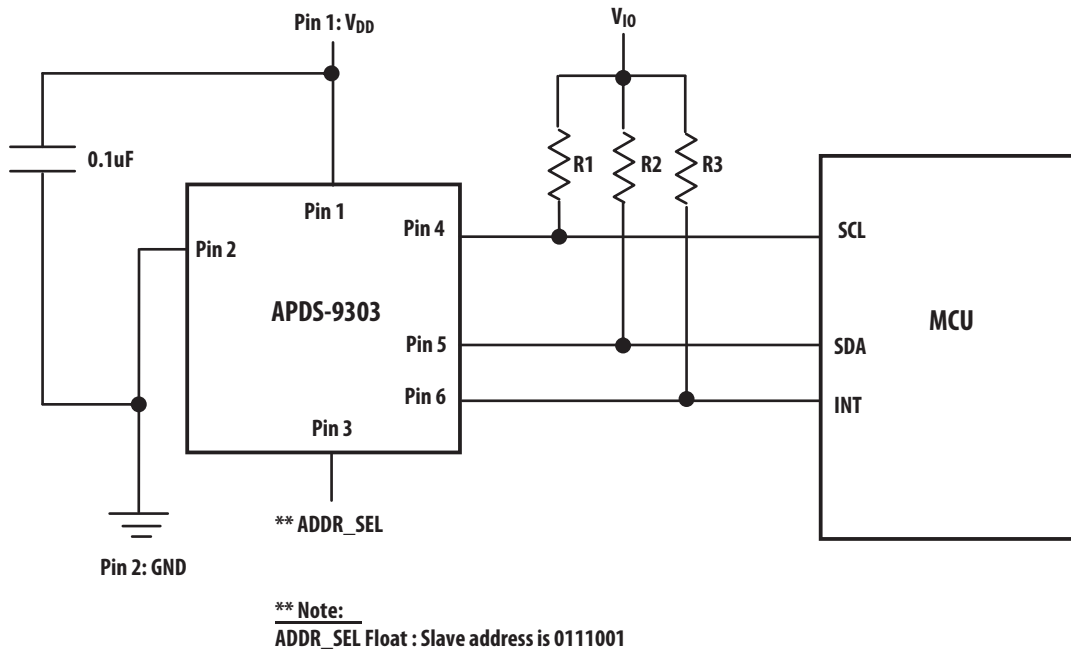 Pin 1: VDD
VIO
0.1uF
R1
R2
R3
Pin 1
Pin 4
SCL
Pin 2
APDS-9303
MCU
Pin 5
SDA
Pin 6
INT
Pin 3
** ADDR_SEL
Pin 2: GND
** Note:
ADDR_SEL Float : Slave address is 0111001